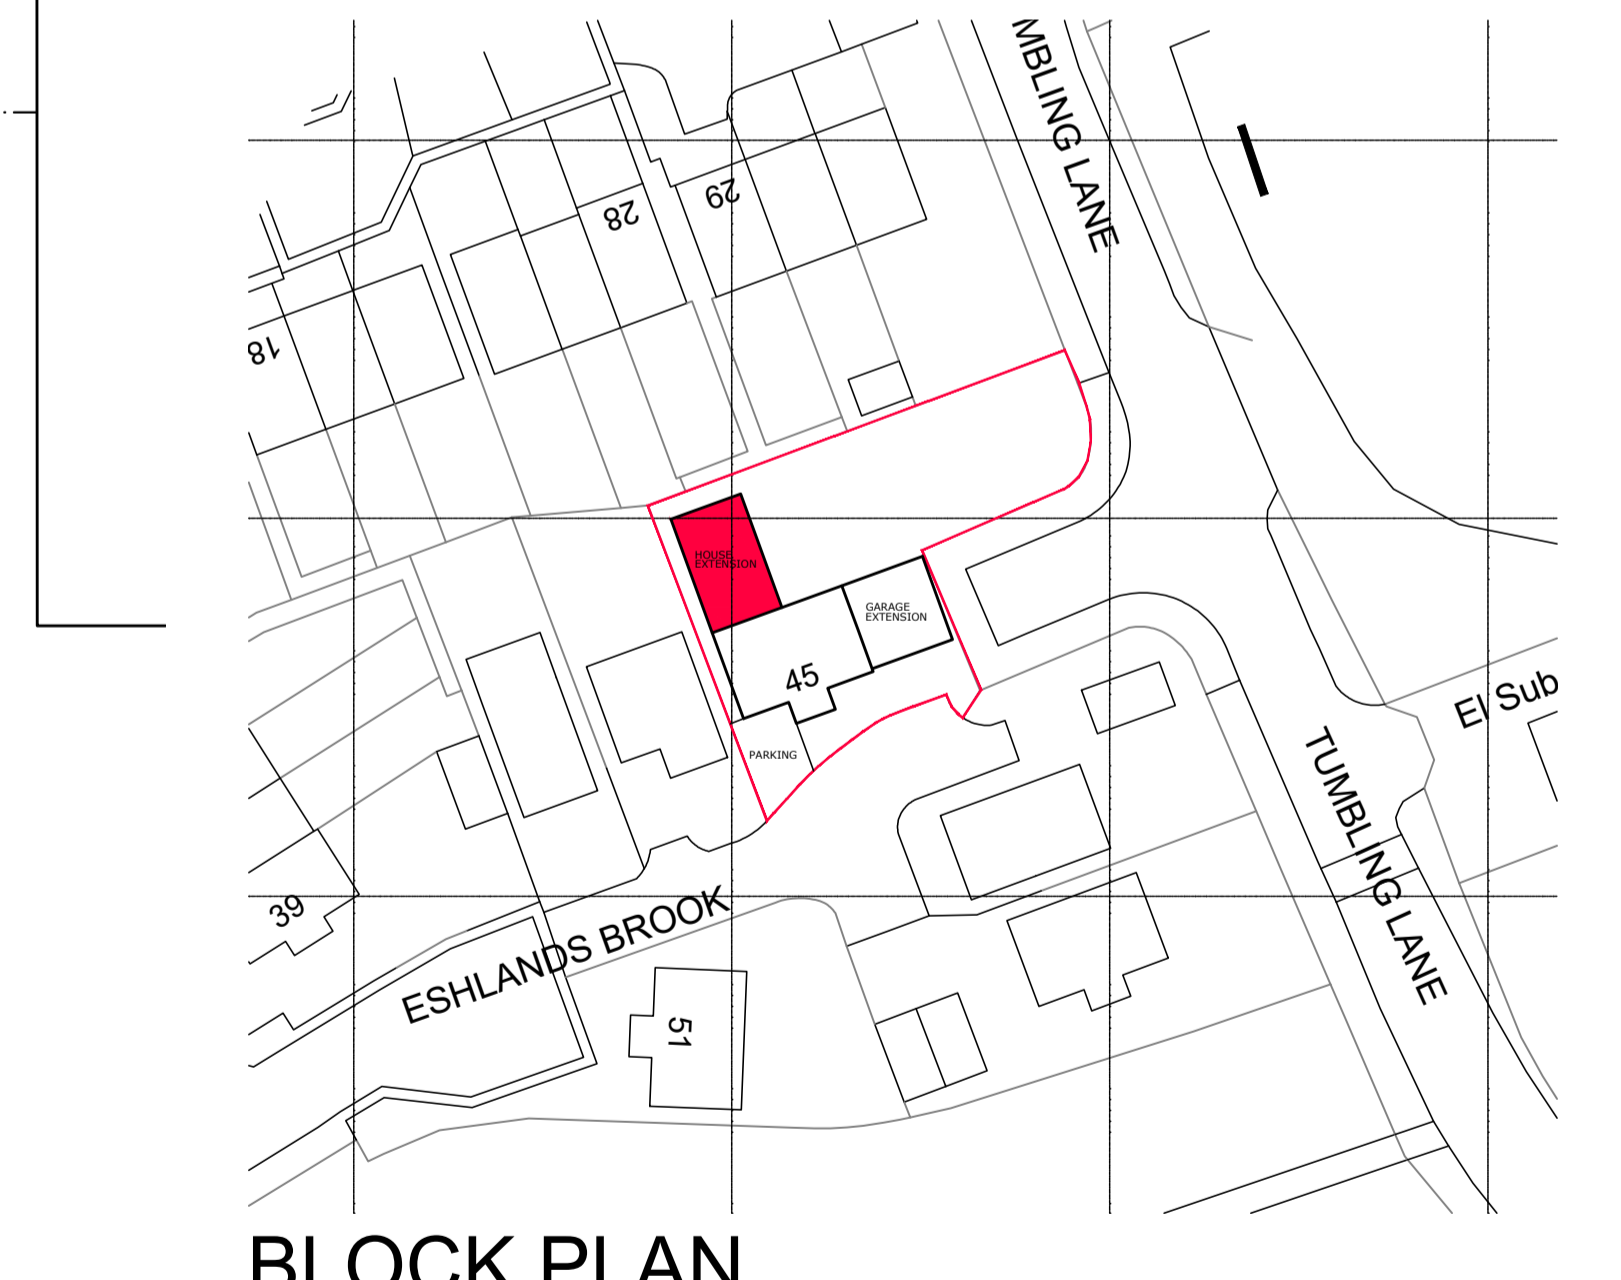 MBLING LANE
29
28
18
HOUSE
EXTENSION
GARAGE
EXTENSION
45
PARKING
El Sub
TUMBLING LANE
39
ESHLANDS BROOK
51
BLOCK PLAN